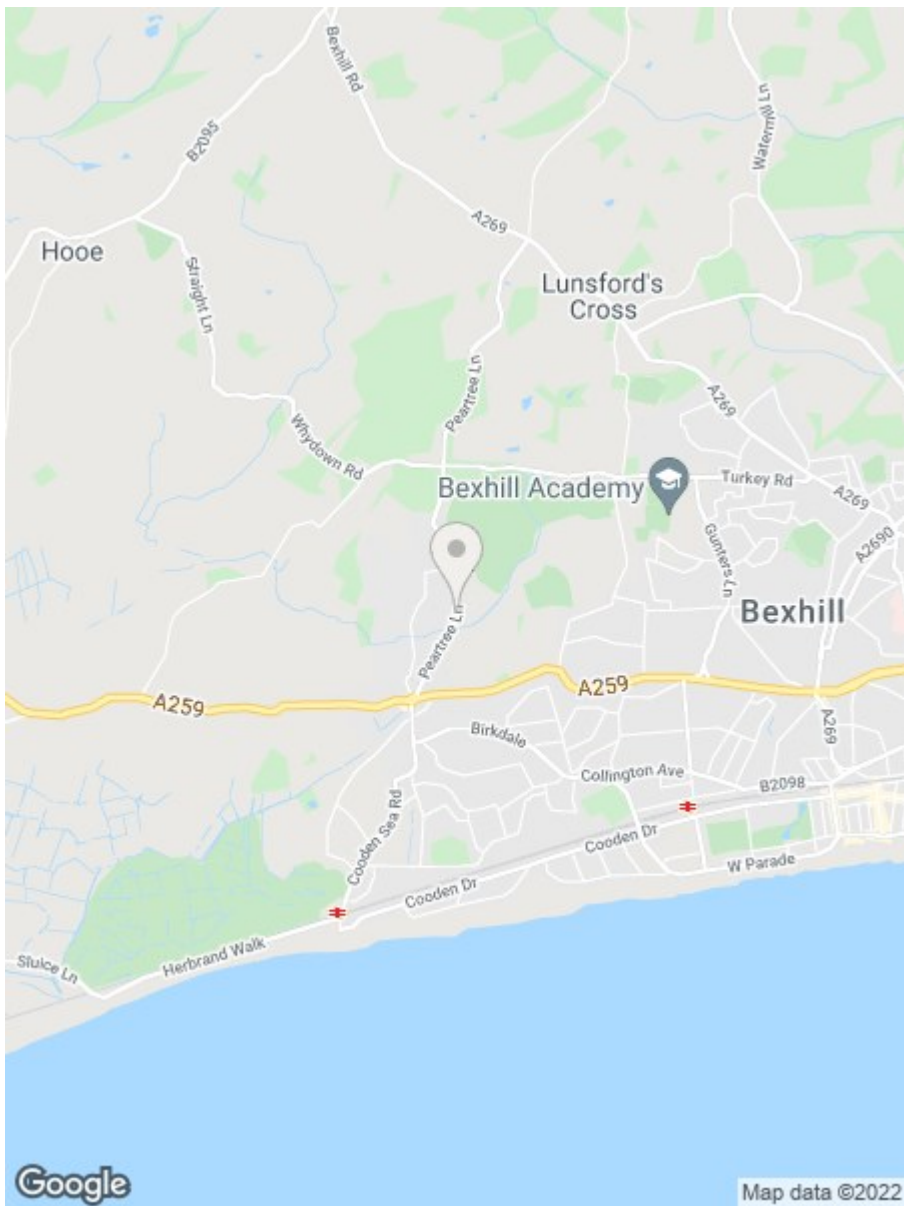 Bexhill Rd
B2095
Watermill Ln
A269
Hooe
Straight Ln
Lunsford's
Cross
Peartree Ln
A269
Whydown Rd
Bexhill Academy
Turkey Rd
A269
Gunters Ln
A2690
Peartree Ln
Bexhill
A259
A259
A269
Birkdale
Collington Ave
B2098
Cooden Sea Rd
Cooden Dr
W Parade
Cooden Dr
Herbrand Walk
Sluice Ln
Google
Map data ©2022